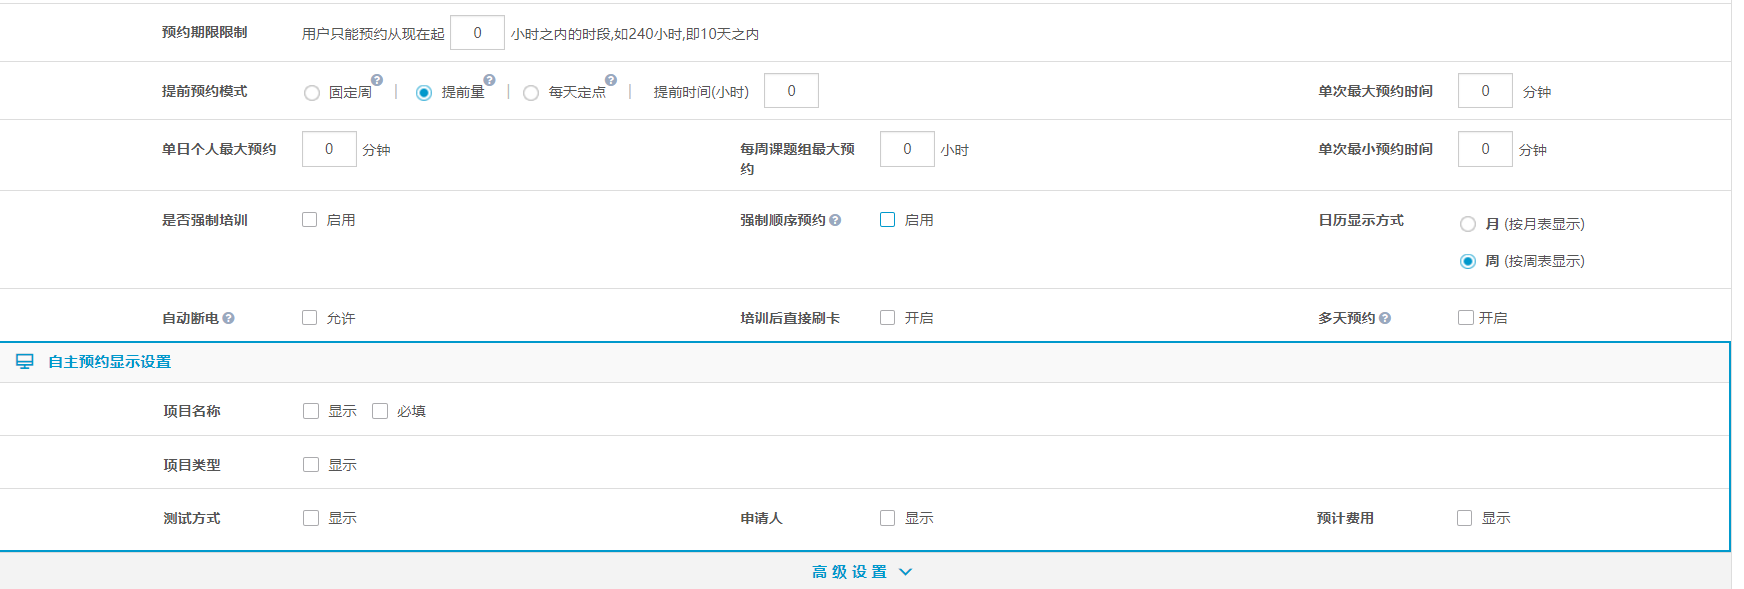 预约期限限制 用户只能预约从现在起 0 小时之内的时段,如240小时,即10天之内
提前预约模式 固定周 ? | 提前量 ? | 每天定点 ? | 提前时间(小时) 0 单次最大预约时间 0 分钟
单日个人最大预约 0 分钟 每周课题组最大预 0 小时 单次最小预约时间 0 分钟
约
是否强制培训 启用 强制顺序预约 ? 启用 日历显示方式 月 (按月表显示)
周 (按周表显示)
自动断电 ? 允许 培训后直接刷卡 开启 多天预约 ? 开启
自主预约显示设置
项目名称 显示 必填
项目类型 显示
测试方式 显示 申请人 显示 预计费用 显示
高级设置